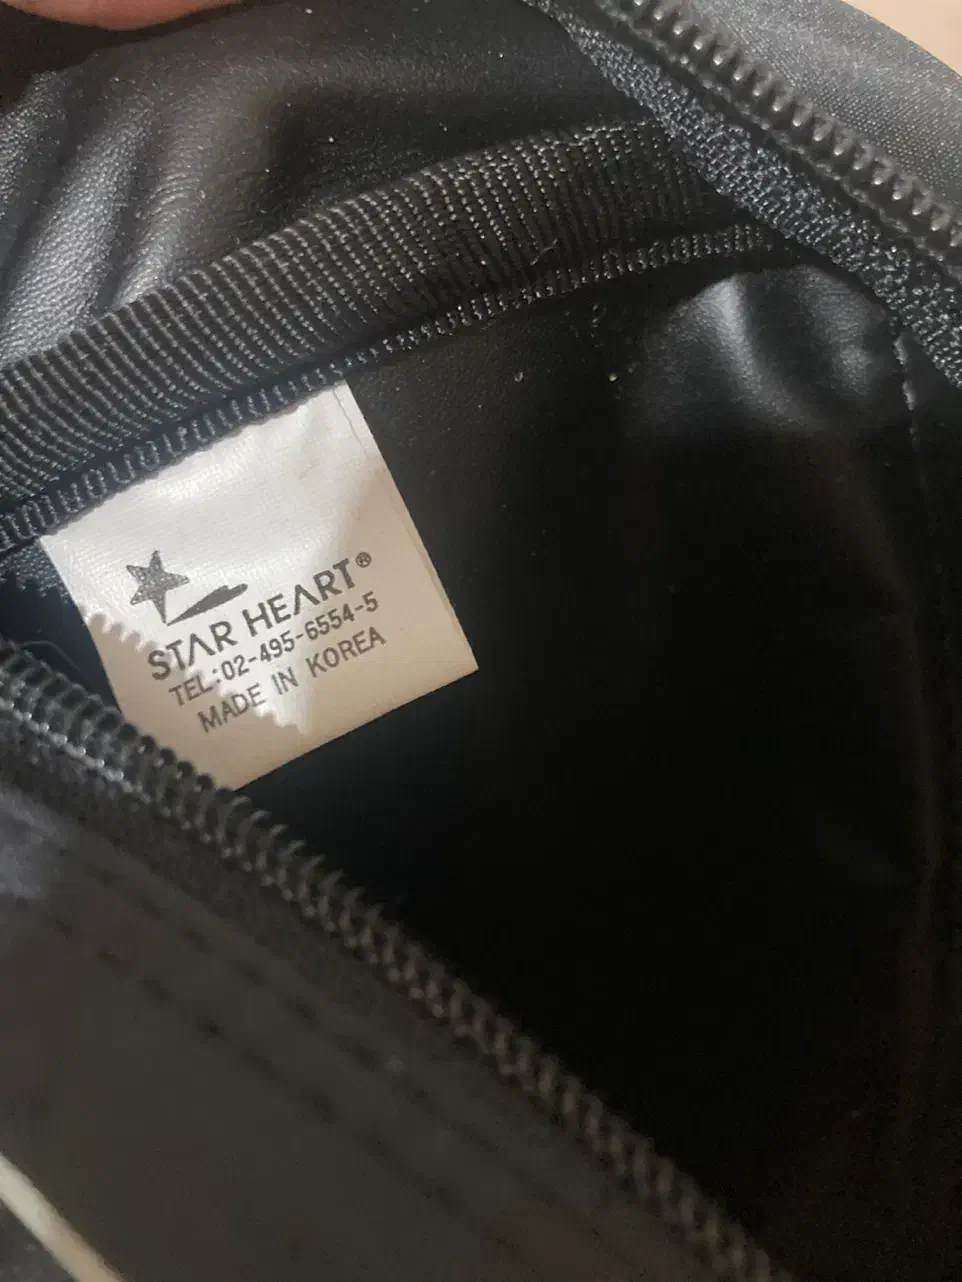 STAR HEART®
TEL:02-495-6554-5
MADE IN KOREA